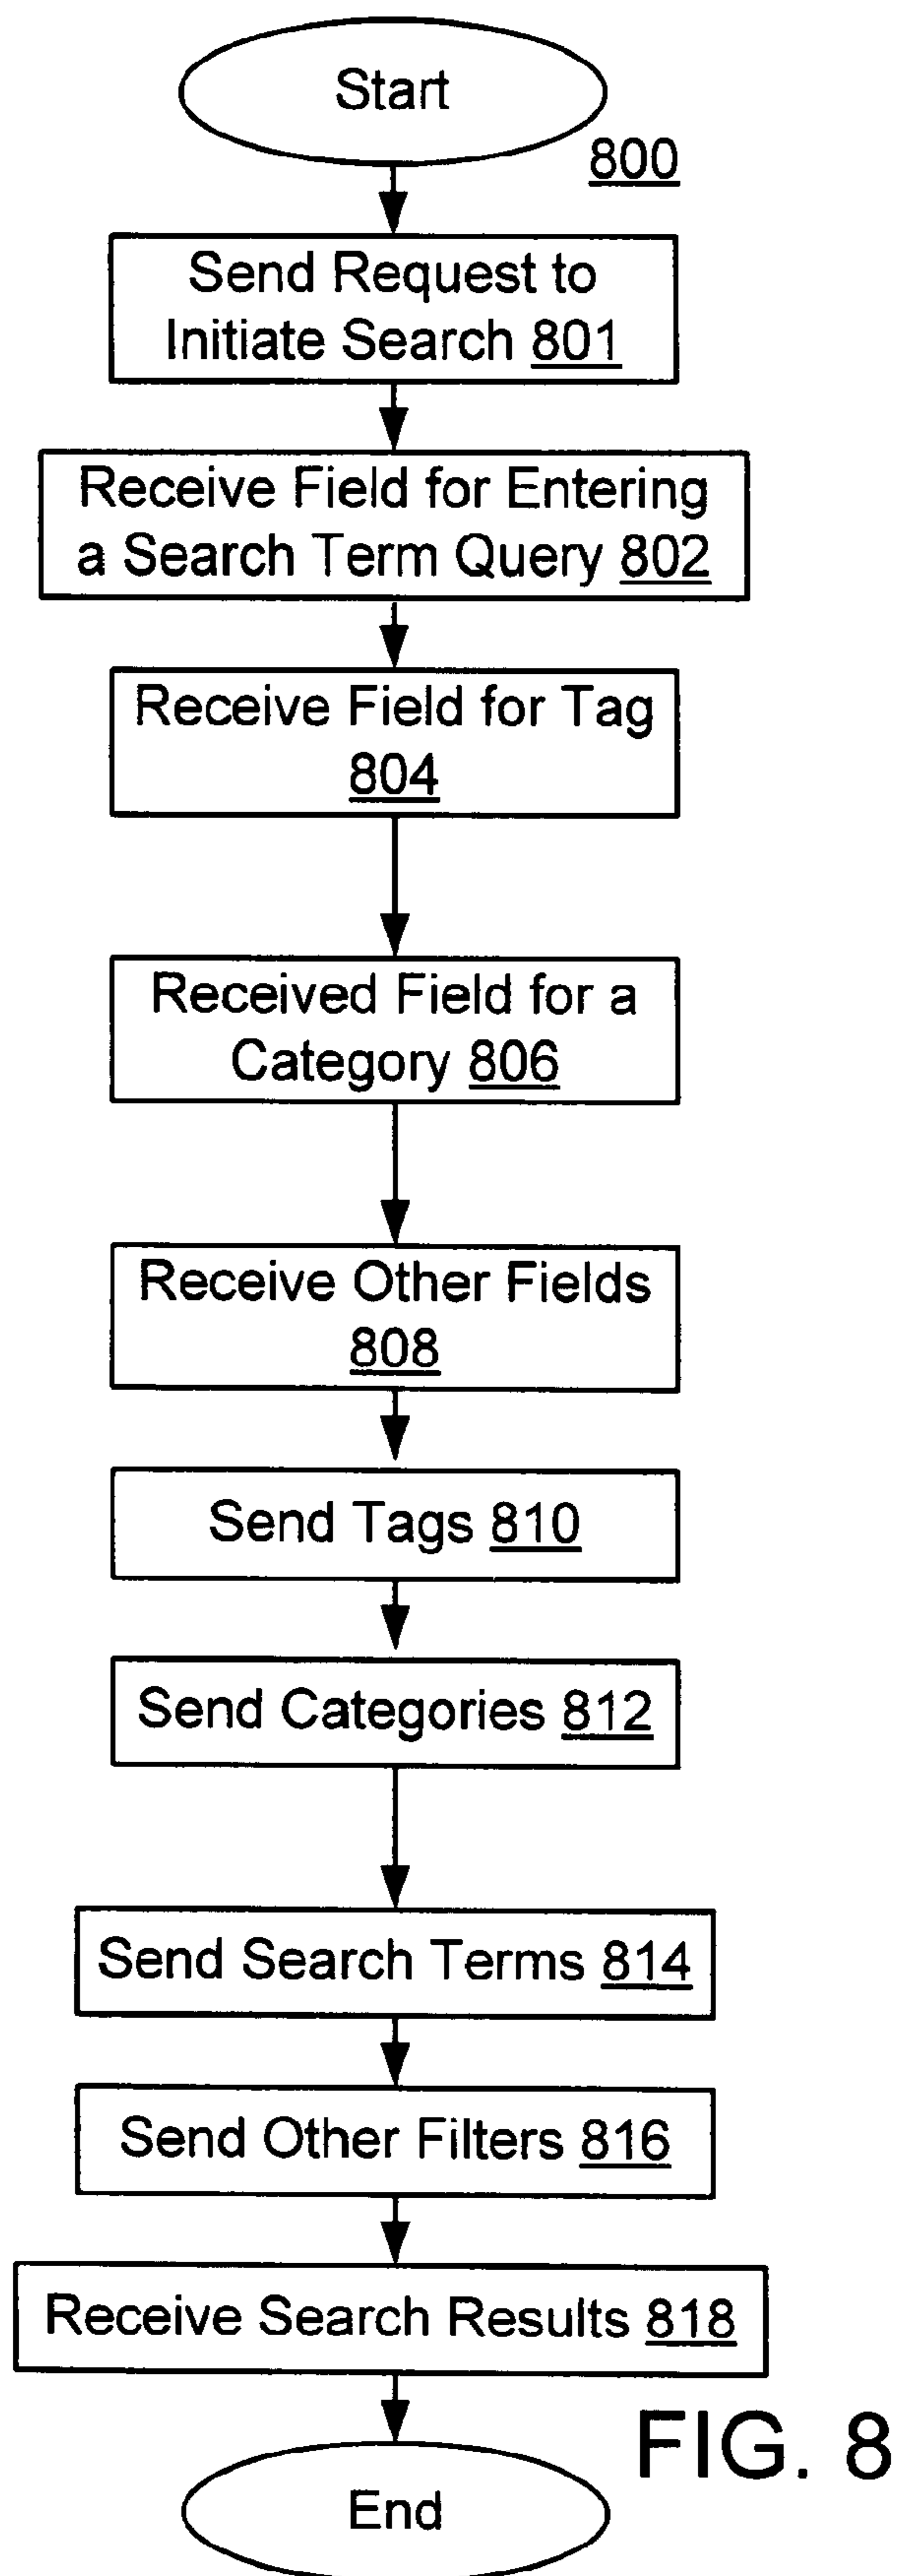 Start
800
Send Request to
Initiate Search 801
Receive Field for Entering
a Search Term Query 802
Receive Field for Tag
804
Received Field for a
Category 806
Receive Other Fields
808
Send Tags 810
Send Categories 812
Send Search Terms 814
Send Other Filters 816
Receive Search Results 818
FIG. 8
End